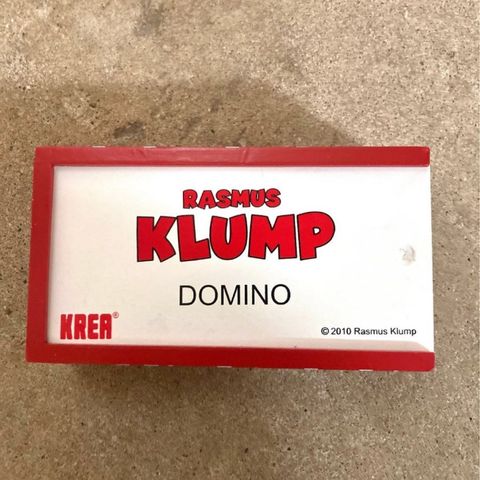 RASMUS
KLUMP
DOMINO
KREA®
© 2010 Rasmus Klump